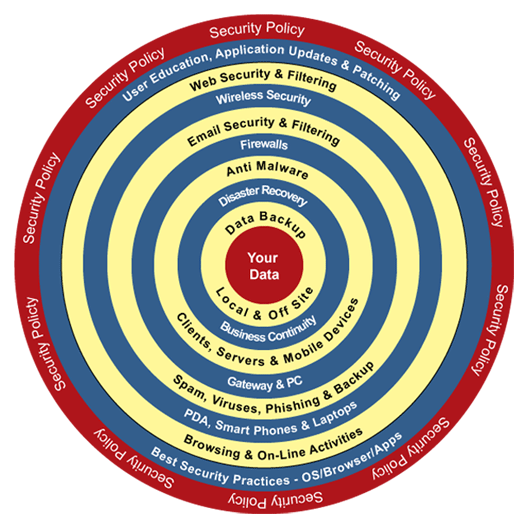 Security Policy
Security Policy
Security Policy
User Education, Application Updates & Patching
Web Security & Filtering
Wireless Security
Email Security & Filtering
Firewalls
Anti Malware
Disaster Recovery
Data Backup
Security Policy
Security Policy
Your
Data
Local & Off Site
Business Continuity
Clients, Servers & Mobile Devices
Gateway & PC
Spam, Viruses, Phishing & Backup
PDA, Smart Phones & Laptops
Browsing & On-Line Activities
Best Security Practices - OS/Browser/Apps
Security Policty
Security Policy
Security Policy
Security Policy
Security Policy